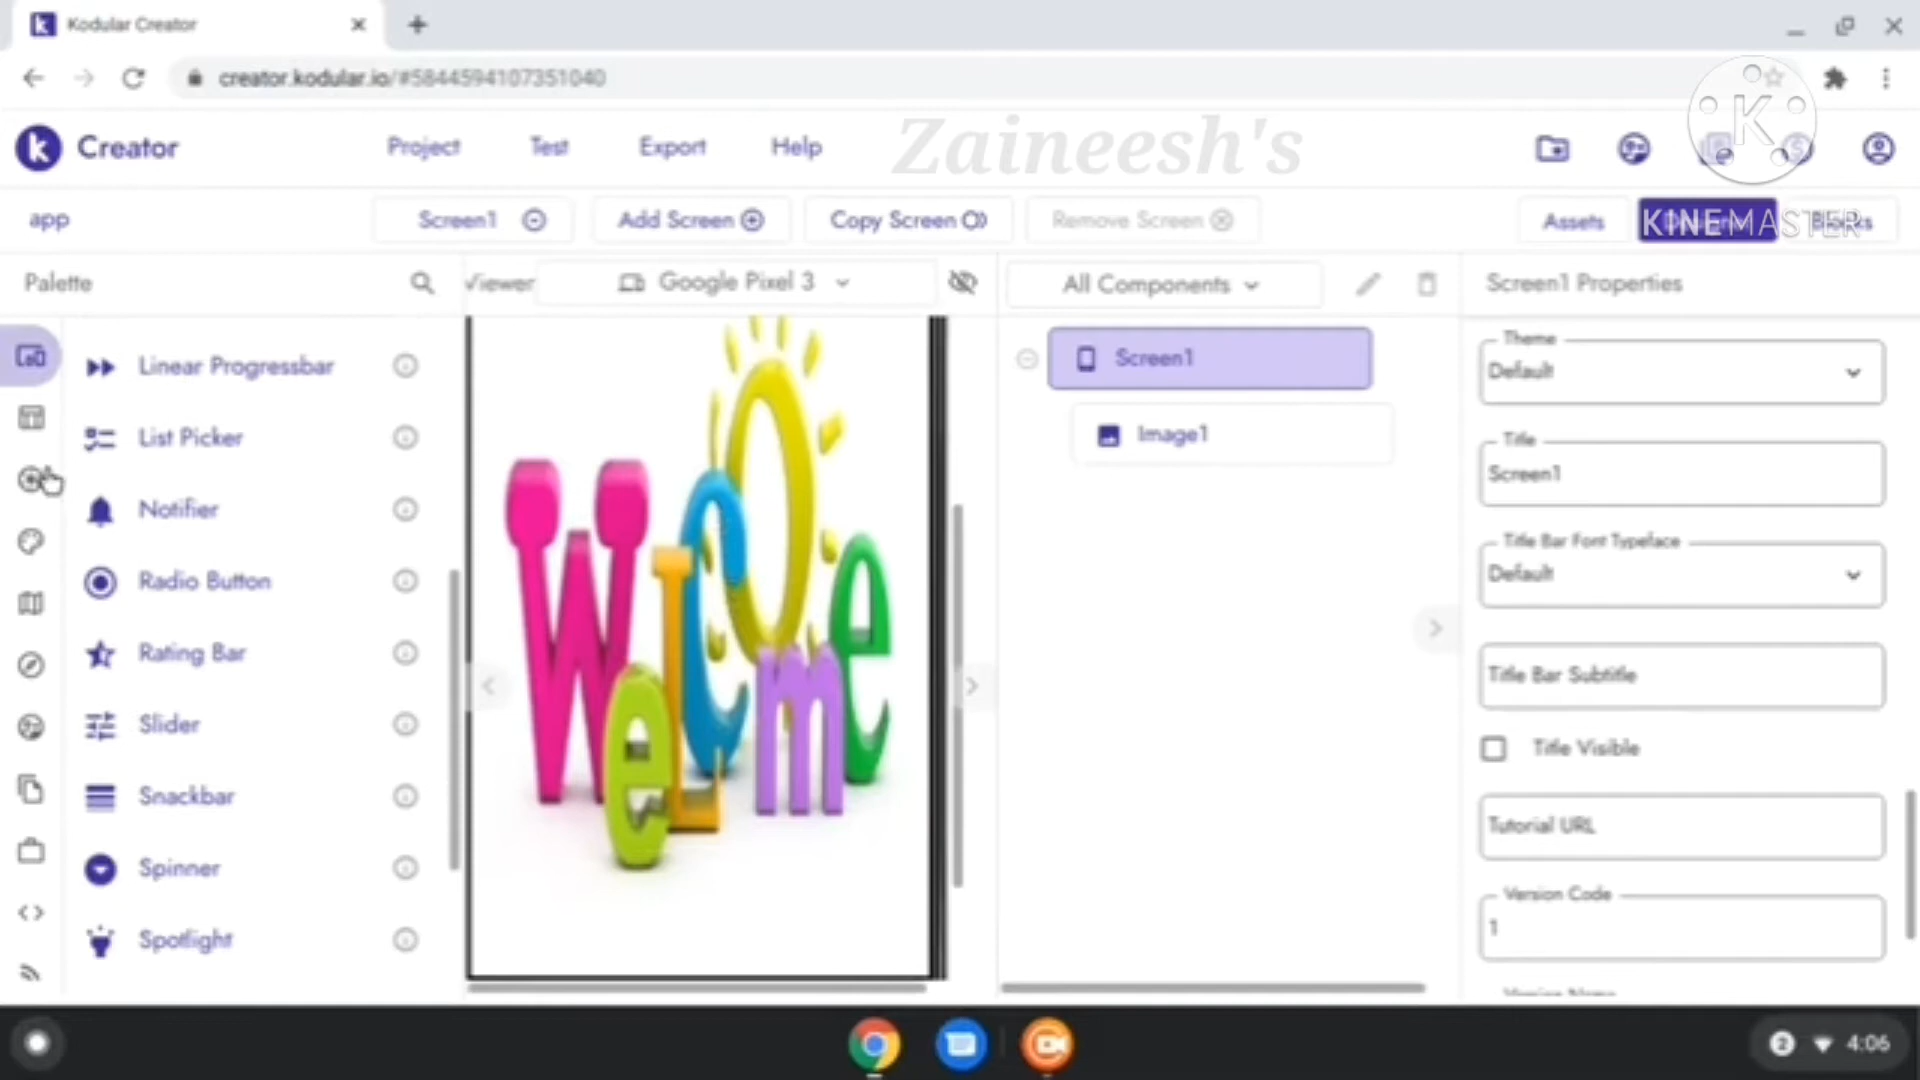 Kodular Creator
creator.kodular.io/#5844594107351040
Creator
Project
Test
Export
Help
Zaineesh's
app
Screen1
Add Screen
Copy Screen
Remove Screen
Assets
KINEMASTER
Blocks
Palette
Viewer
Google Pixel 3
All Components
Screen1 Properties
Linear Progressbar
List Picker
Notifier
Radio Button
Rating Bar
Slider
Snackbar
Spinner
Spotlight
WeLcOme
Screen1
Image1
Theme
Default
Title
Screen1
Title Bar Font Typeface
Default
Title Bar Subtitle
Title Visible
Tutorial URL
Version Code
1
2
4:06